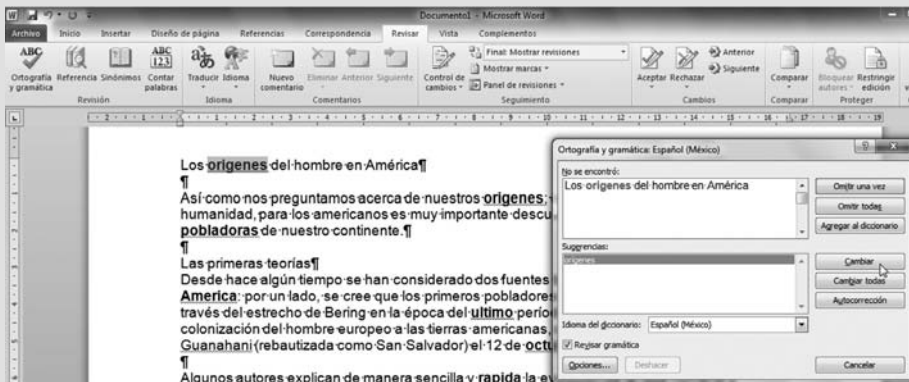 Documento1 - Microsoft Word
Archivo Inicio Insertar Diseño de página Referencias Correspondencia Revisar Vista Complementos
ABC ABC 123
Final: Mostrar revisiones
Mostrar marcas
Panel de revisiones
Anterior
Siguiente
Ortografía y gramática Referencia Sinónimos Contar palabras Traducir Idioma Nuevo comentario Eliminar Anterior Siguiente Control de cambios Aceptar Rechazar Comparar Bloquear autores Restringir edición
Revisión Idioma Comentarios Seguimiento Cambios Comparar Proteger
Los origenes del hombre en América¶
¶
Así como nos preguntamos acerca de nuestros origenes;
humanidad, para los americanos es muy importante descu
pobladoras de nuestro continente.¶
¶
Las primeras teorías¶
Desde hace algún tiempo se han considerado dos fuentes
America: por un lado, se cree que los primeros pobladores
través del estrecho de Bering en la época del ultimo perío
colonización del hombre europeo a las tierras americanas,
Guanahani (rebautizada como San Salvador) el 12 de octu
¶
Algunos autores explican de manera sencilla y rapida la ev
Ortografía y gramática: Español (México)
No se encontró:
Los origenes del hombre en América
Omitir una vez
Omitir todas
Agregar al diccionario
Sugerencias:
orígenes
Cambiar
Cambiar todas
Autocorrección
Idioma del diccionario: Español (México)
Revisar gramática
Opciones... Deshacer Cancelar